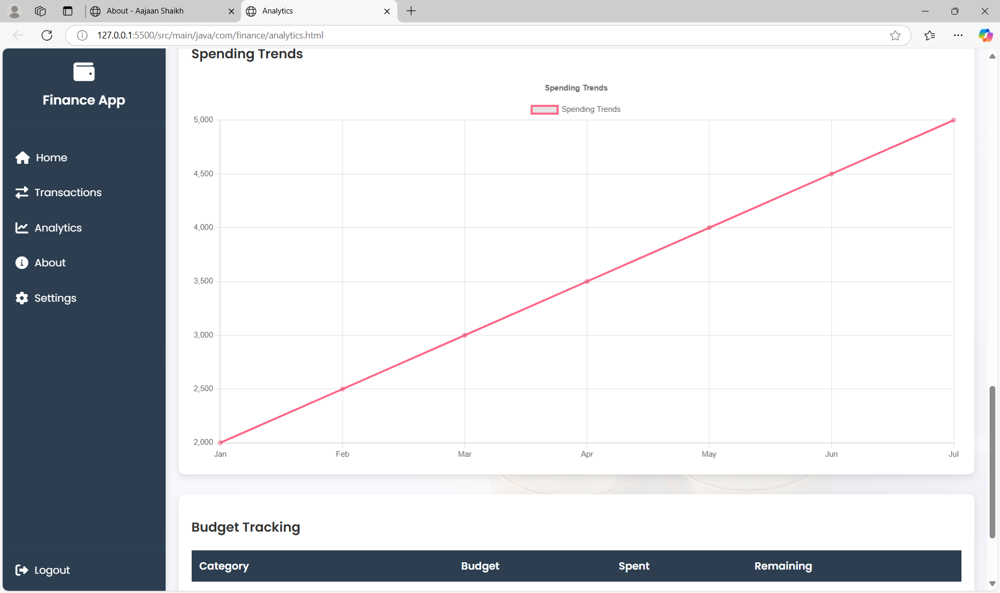 About - Aajaan Shaikh
Analytics
127.0.0.1:5500/src/main/java/com/finance/analytics.html
Finance App
Home
Transactions
Analytics
About
Settings
Logout
Spending Trends
Spending Trends
Spending Trends
5,000
4,500
4,000
3,500
3,000
2,500
2,000
Jan Feb Mar Apr May Jun Jul
Budget Tracking
Category Budget Spent Remaining